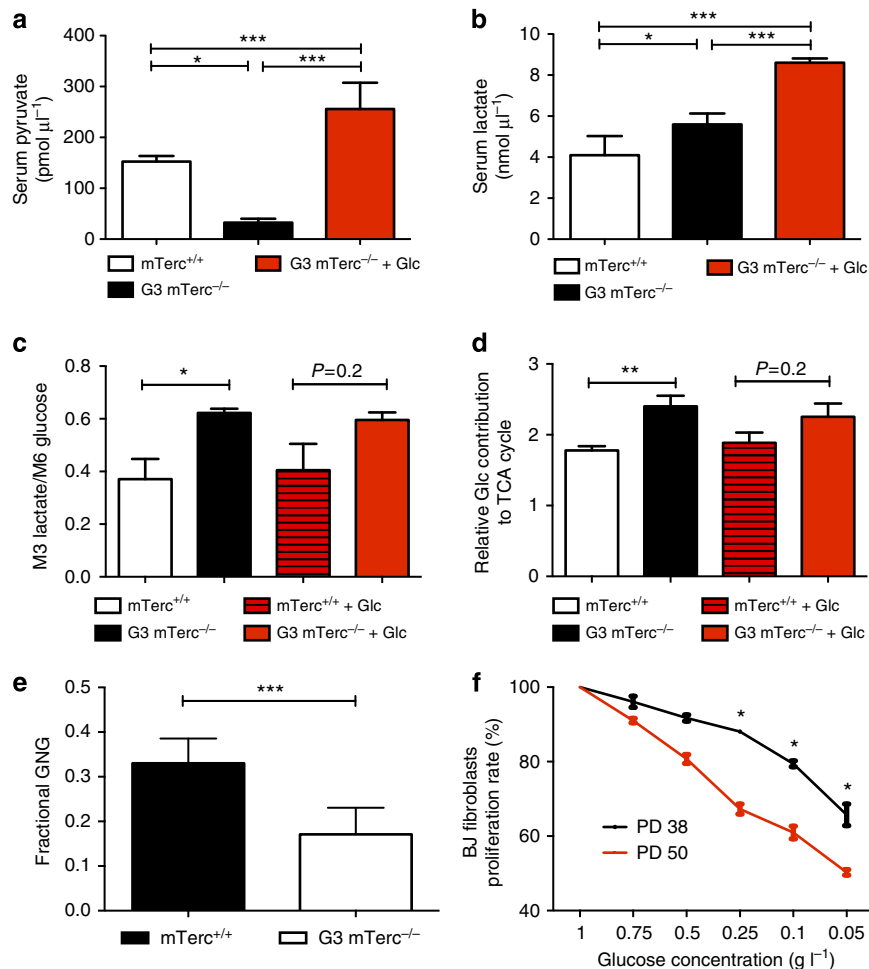 a
***
*
***
400
300
200
100
0
Serum pyruvate
(pmol μl⁻¹)
mTerc⁺/⁺
G3 mTerc⁻/⁻ + Glc
G3 mTerc⁻/⁻
b
***
*
***
10
8
6
4
2
0
Serum lactate
(nmol μl⁻¹)
mTerc⁺/⁺
G3 mTerc⁻/⁻ + Glc
G3 mTerc⁻/⁻
c
*
P=0.2
0.8
0.6
0.4
0.2
0.0
M3 lactate/M6 glucose
mTerc⁺/⁺
mTerc⁺/⁺ + Glc
G3 mTerc⁻/⁻
G3 mTerc⁻/⁻ + Glc
d
**
P=0.2
3
2
1
0
Relative Glc contribution
to TCA cycle
mTerc⁺/⁺
mTerc⁺/⁺ + Glc
G3 mTerc⁻/⁻
G3 mTerc⁻/⁻ + Glc
e
***
0.5
0.4
0.3
0.2
0.1
0.0
Fractional GNG
mTerc⁺/⁺
G3 mTerc⁻/⁻
f
100
80
60
40
BJ fibroblasts
proliferation rate (%)
*
*
*
PD 38
PD 50
1 0.75 0.5 0.25 0.1 0.05
Glucose concentration (g l⁻¹)